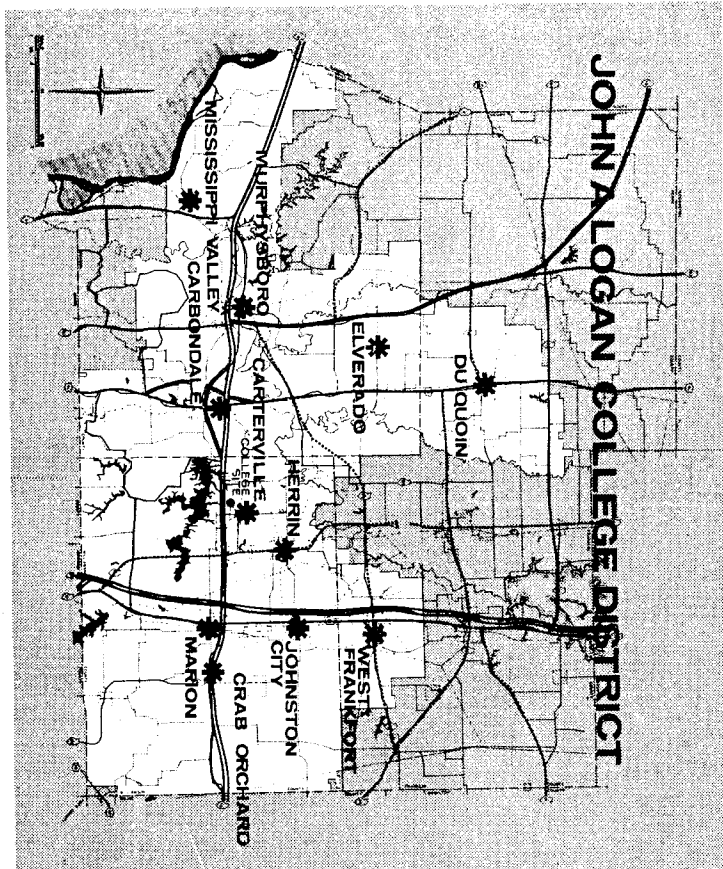 JOHN A LOGAN COLLEGE DISTRICT
DU QUOIN
ELVERADO
WEST
FRANKFORT
MURPHYSBORO
HERRIN
JOHNSTON
CITY
CARTERVILLE
COLLEGE
SITE
CRAB ORCHARD
MISSISSIPPI VALLEY
CARBONDALE
MARION